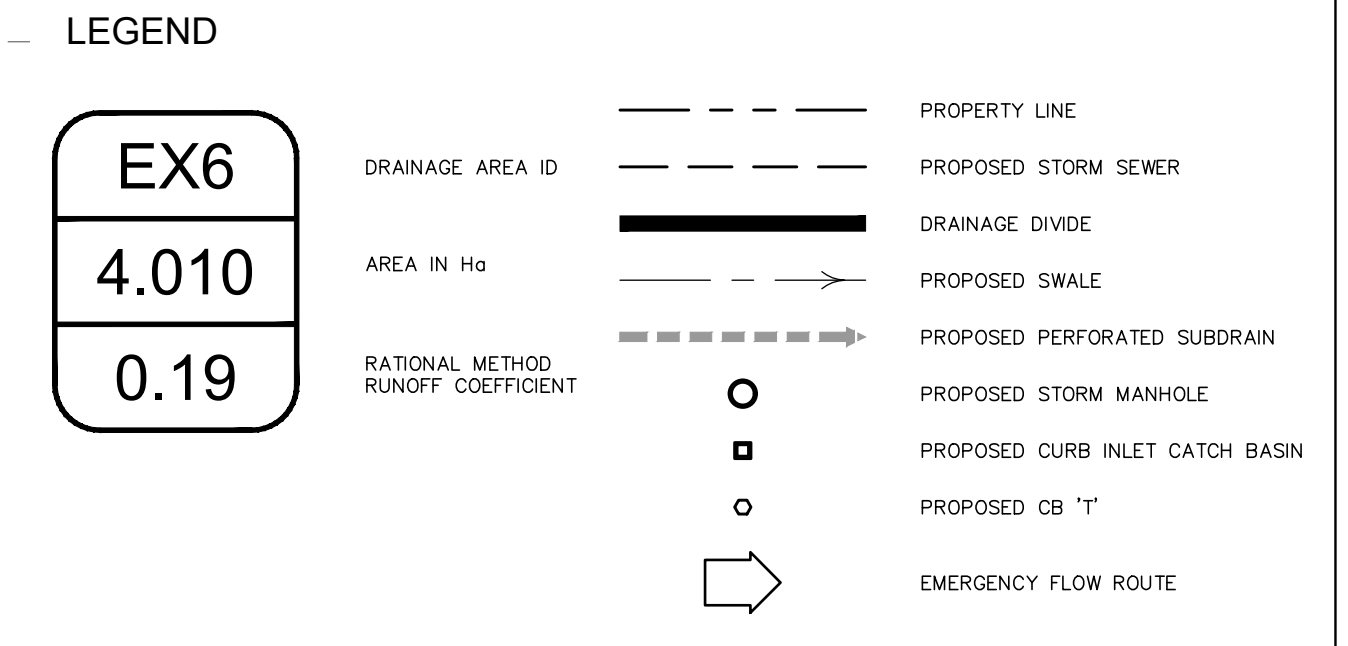 LEGEND
EX6
4.010
0.19
DRAINAGE AREA ID
AREA IN Ha
RATIONAL METHOD
RUNOFF COEFFICIENT
PROPERTY LINE
PROPOSED STORM SEWER
DRAINAGE DIVIDE
PROPOSED SWALE
PROPOSED PERFORATED SUBDRAIN
PROPOSED STORM MANHOLE
PROPOSED CURB INLET CATCH BASIN
PROPOSED CB 'T'
EMERGENCY FLOW ROUTE